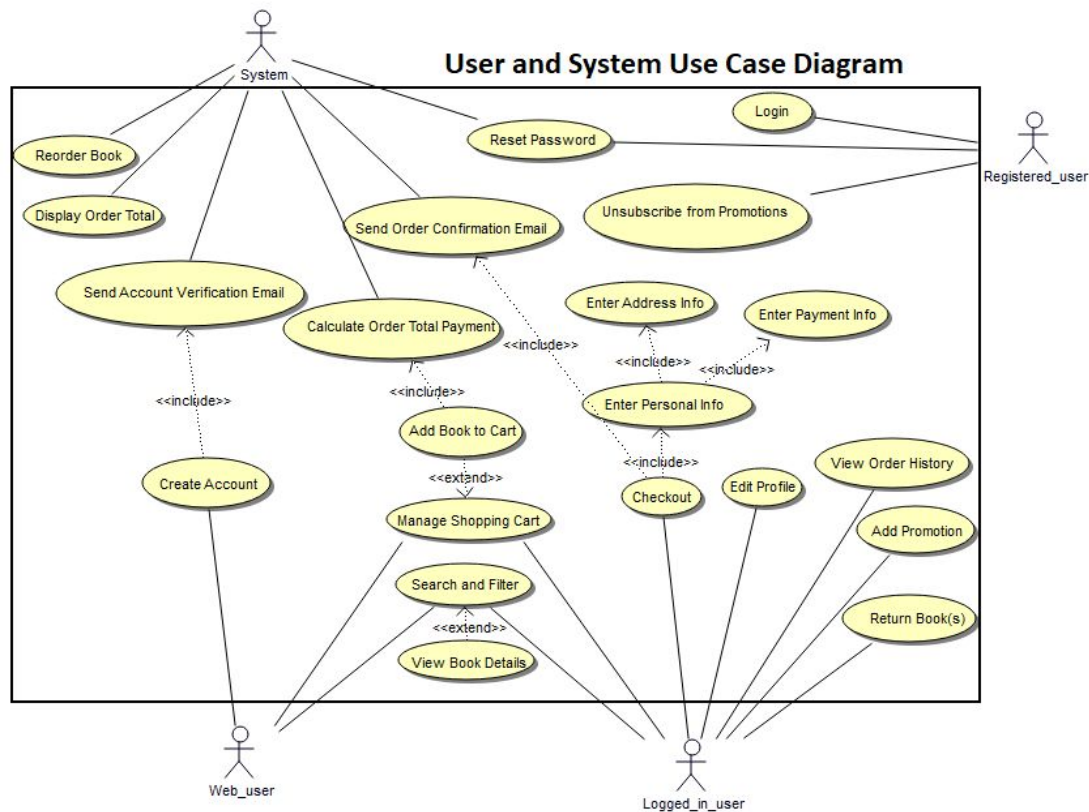 User and System Use Case Diagram
System
Login
Reset Password
Reorder Book
Registered_user
Display Order Total
Unsubscribe from Promotions
Send Order Confirmation Email
Send Account Verification Email
Enter Address Info
Enter Payment Info
Calculate Order Total Payment
<<include>>
<<include>>
<<include>>
<<include>>
<<include>>
Enter Personal Info
Add Book to Cart
<<include>>
View Order History
<<extend>>
Create Account
Checkout
Edit Profile
Manage Shopping Cart
Add Promotion
Search and Filter
Return Book(s)
<<extend>>
View Book Details
Web_user
Logged_in_user